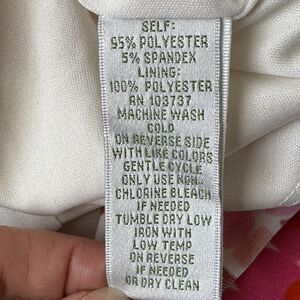 SELF:
95% POLYESTER
5% SPANDEX
LINING:
100% POLYESTER
RN 103737
MACHINE WASH
COLD
ON REVERSE SIDE
WITH LIKE COLORS
GENTLE CYCLE
ONLY USE NON-
CHLORINE BLEACH
IF NEEDED
TUMBLE DRY LOW
IRON WITH
LOW TEMP
ON REVERSE
IF NEEDED
OR DRY CLEAN